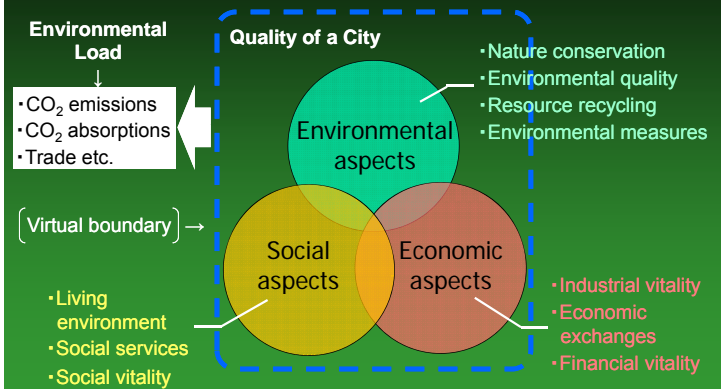 Environmental
Load
↓
・CO₂ emissions
・CO₂ absorptions
・Trade etc.
Quality of a City
・Nature conservation
・Environmental quality
・Resource recycling
・Environmental measures
Environmental
aspects
(Virtual boundary) →
Social
aspects
Economic
aspects
・Living
environment
・Social services
・Social vitality
・Industrial vitality
・Economic
exchanges
・Financial vitality